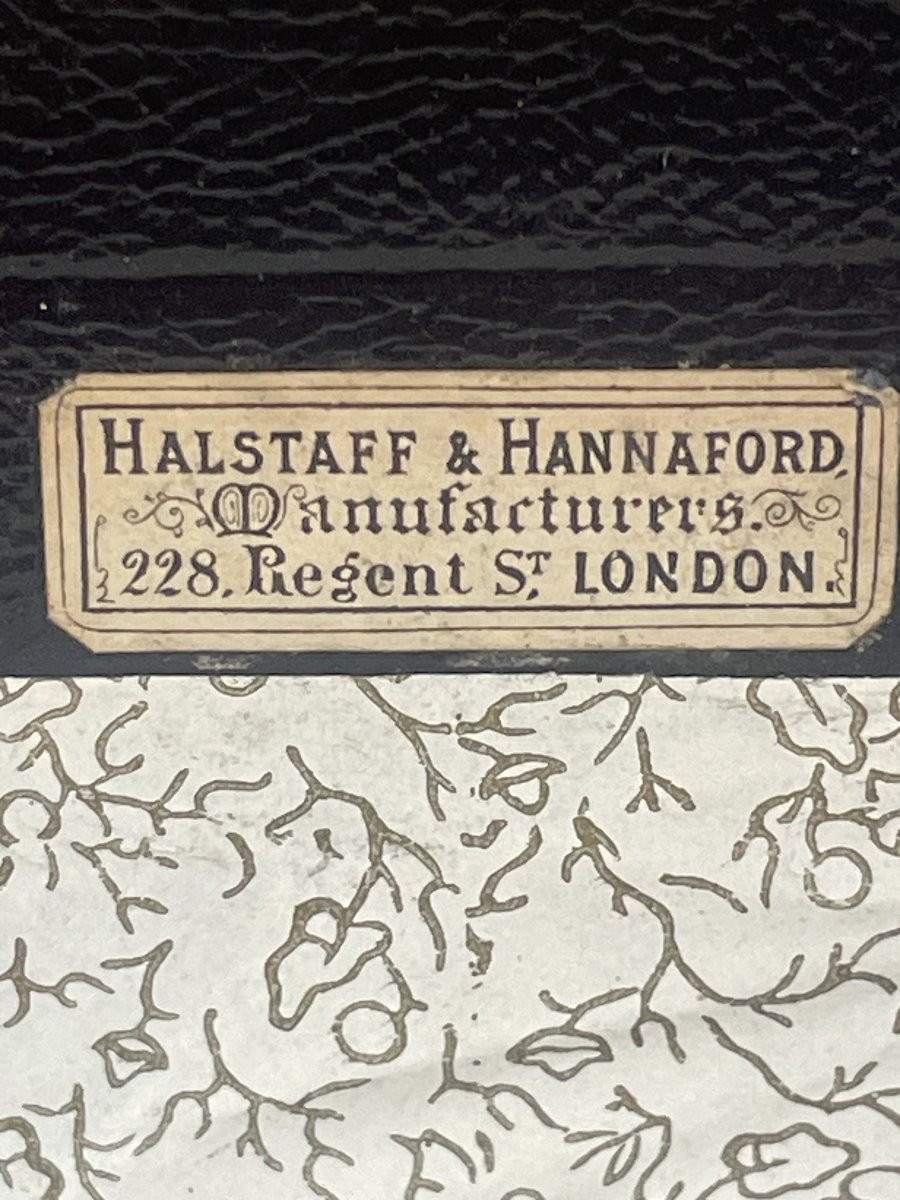 HALSTAFF & HANNAFORD,
Manufacturers.
228, Regent ST, LONDON.